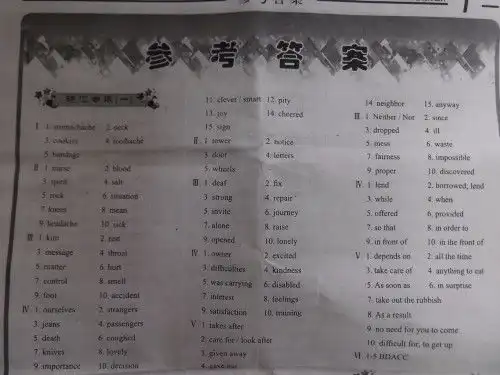 参考答案
Ⅰ 1. stomachache 2. neck
3. cookies 4. toothache
5. bandage
Ⅱ 1. nurse 2. blood
3. spirit 4. salt
5. rock 6. situation
7. knees 8. mean
9. headache 10. sick
Ⅲ 1. kilo 2. rest
3. message 4. throat
5. matter 6. hurt
7. control 8. smell
9. foot 10. accident
Ⅳ 1. ourselves 2. strangers
3. jeans 4. passengers
5. death 6. coughed
7. knives 8. lovely
9. importance 10. decision
11. clever / smart 12. pity
13. joy 14. cheered
15. sign
Ⅱ 1. tower 2. notice
3. door 4. letters
5. wheels
Ⅲ 1. deaf 2. fix
3. strong 4. repair
5. invite 6. journey
7. alone 8. raise
9. opened 10. lonely
Ⅳ 1. owner 2. excited
3. difficulties 4. kindness
5. was carrying 6. disabled
7. interest 8. feelings
9. satisfaction 10. training
Ⅴ 1. takes after
2. care for / look after
3. given away
14. neighbor 15. anyway
Ⅲ 1. Neither / Nor 2. since
3. dropped 4. ill
5. mess 6. waste
7. fairness 8. impossible
9. proper 10. discovered
Ⅳ 1. lend 2. borrowed, lend
3. while 4. when
5. offered 6. provided
7. so that 8. in order to
9. in front of 10. in the front of
Ⅴ 1. depends on 2. all the time
3. take care of 4. anything to eat
5. As soon as 6. in surprise
7. take out the rubbish
8. As a result
9. no need for you to come
10. difficult for, to get up
Ⅵ 1-5 BDACC